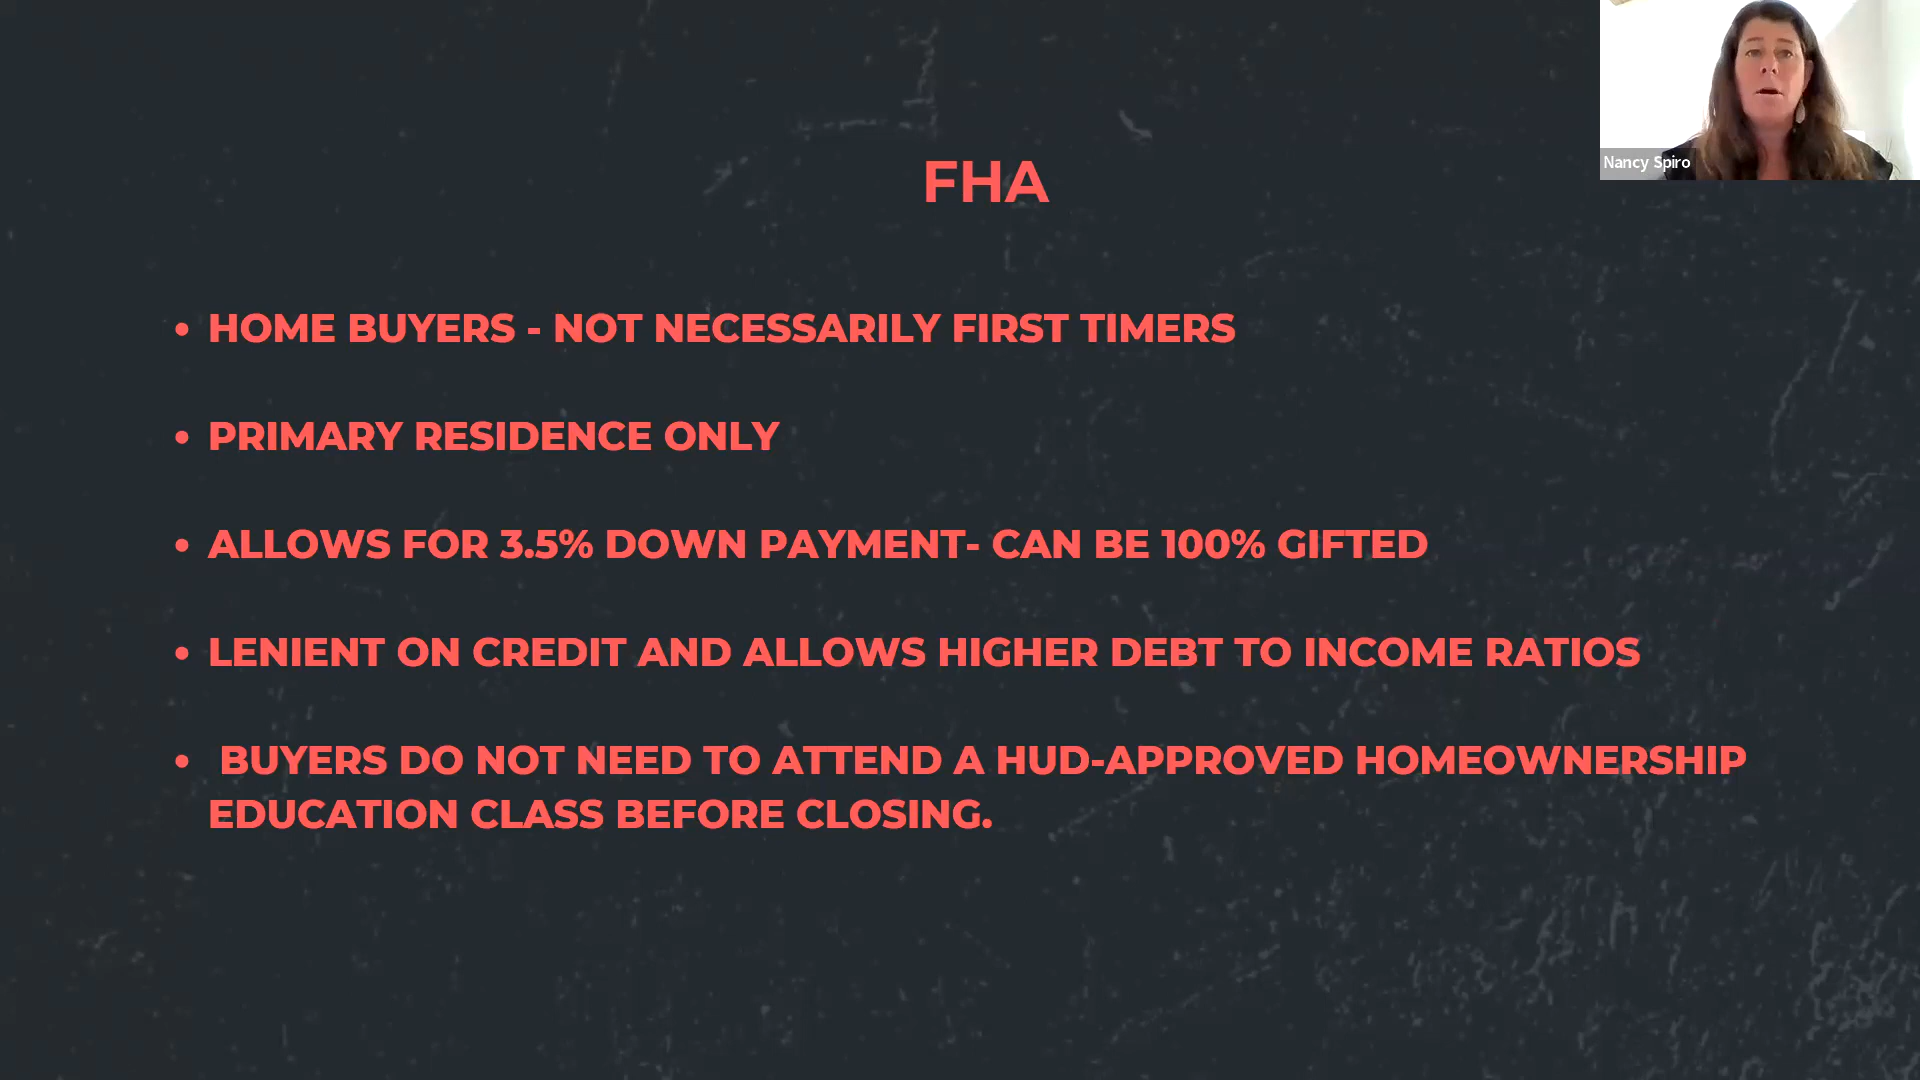 FHA
Nancy Spiro
• HOME BUYERS - NOT NECESSARILY FIRST TIMERS
• PRIMARY RESIDENCE ONLY
• ALLOWS FOR 3.5% DOWN PAYMENT- CAN BE 100% GIFTED
• LENIENT ON CREDIT AND ALLOWS HIGHER DEBT TO INCOME RATIOS
• BUYERS DO NOT NEED TO ATTEND A HUD-APPROVED HOMEOWNERSHIP
EDUCATION CLASS BEFORE CLOSING.